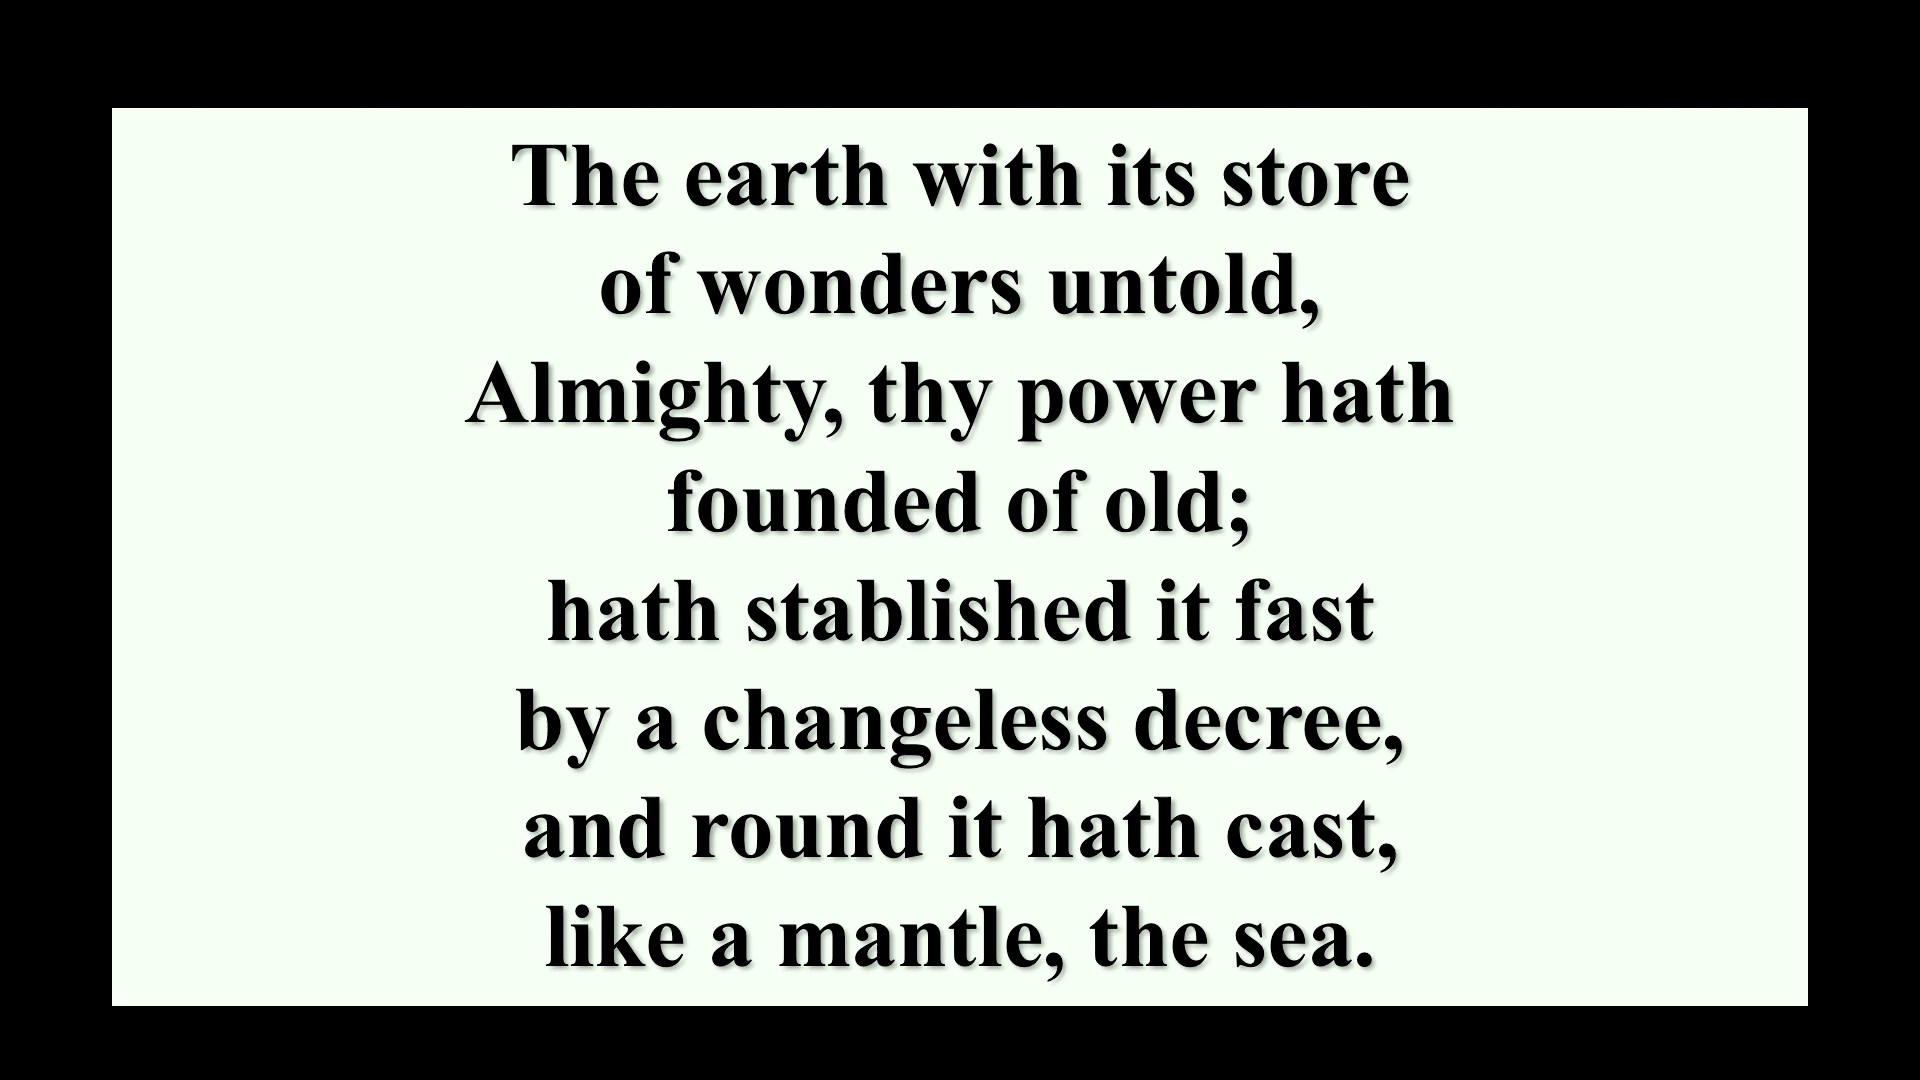 The earth with its store
of wonders untold,
Almighty, thy power hath
founded of old;
hath stablished it fast
by a changeless decree,
and round it hath cast,
like a mantle, the sea.